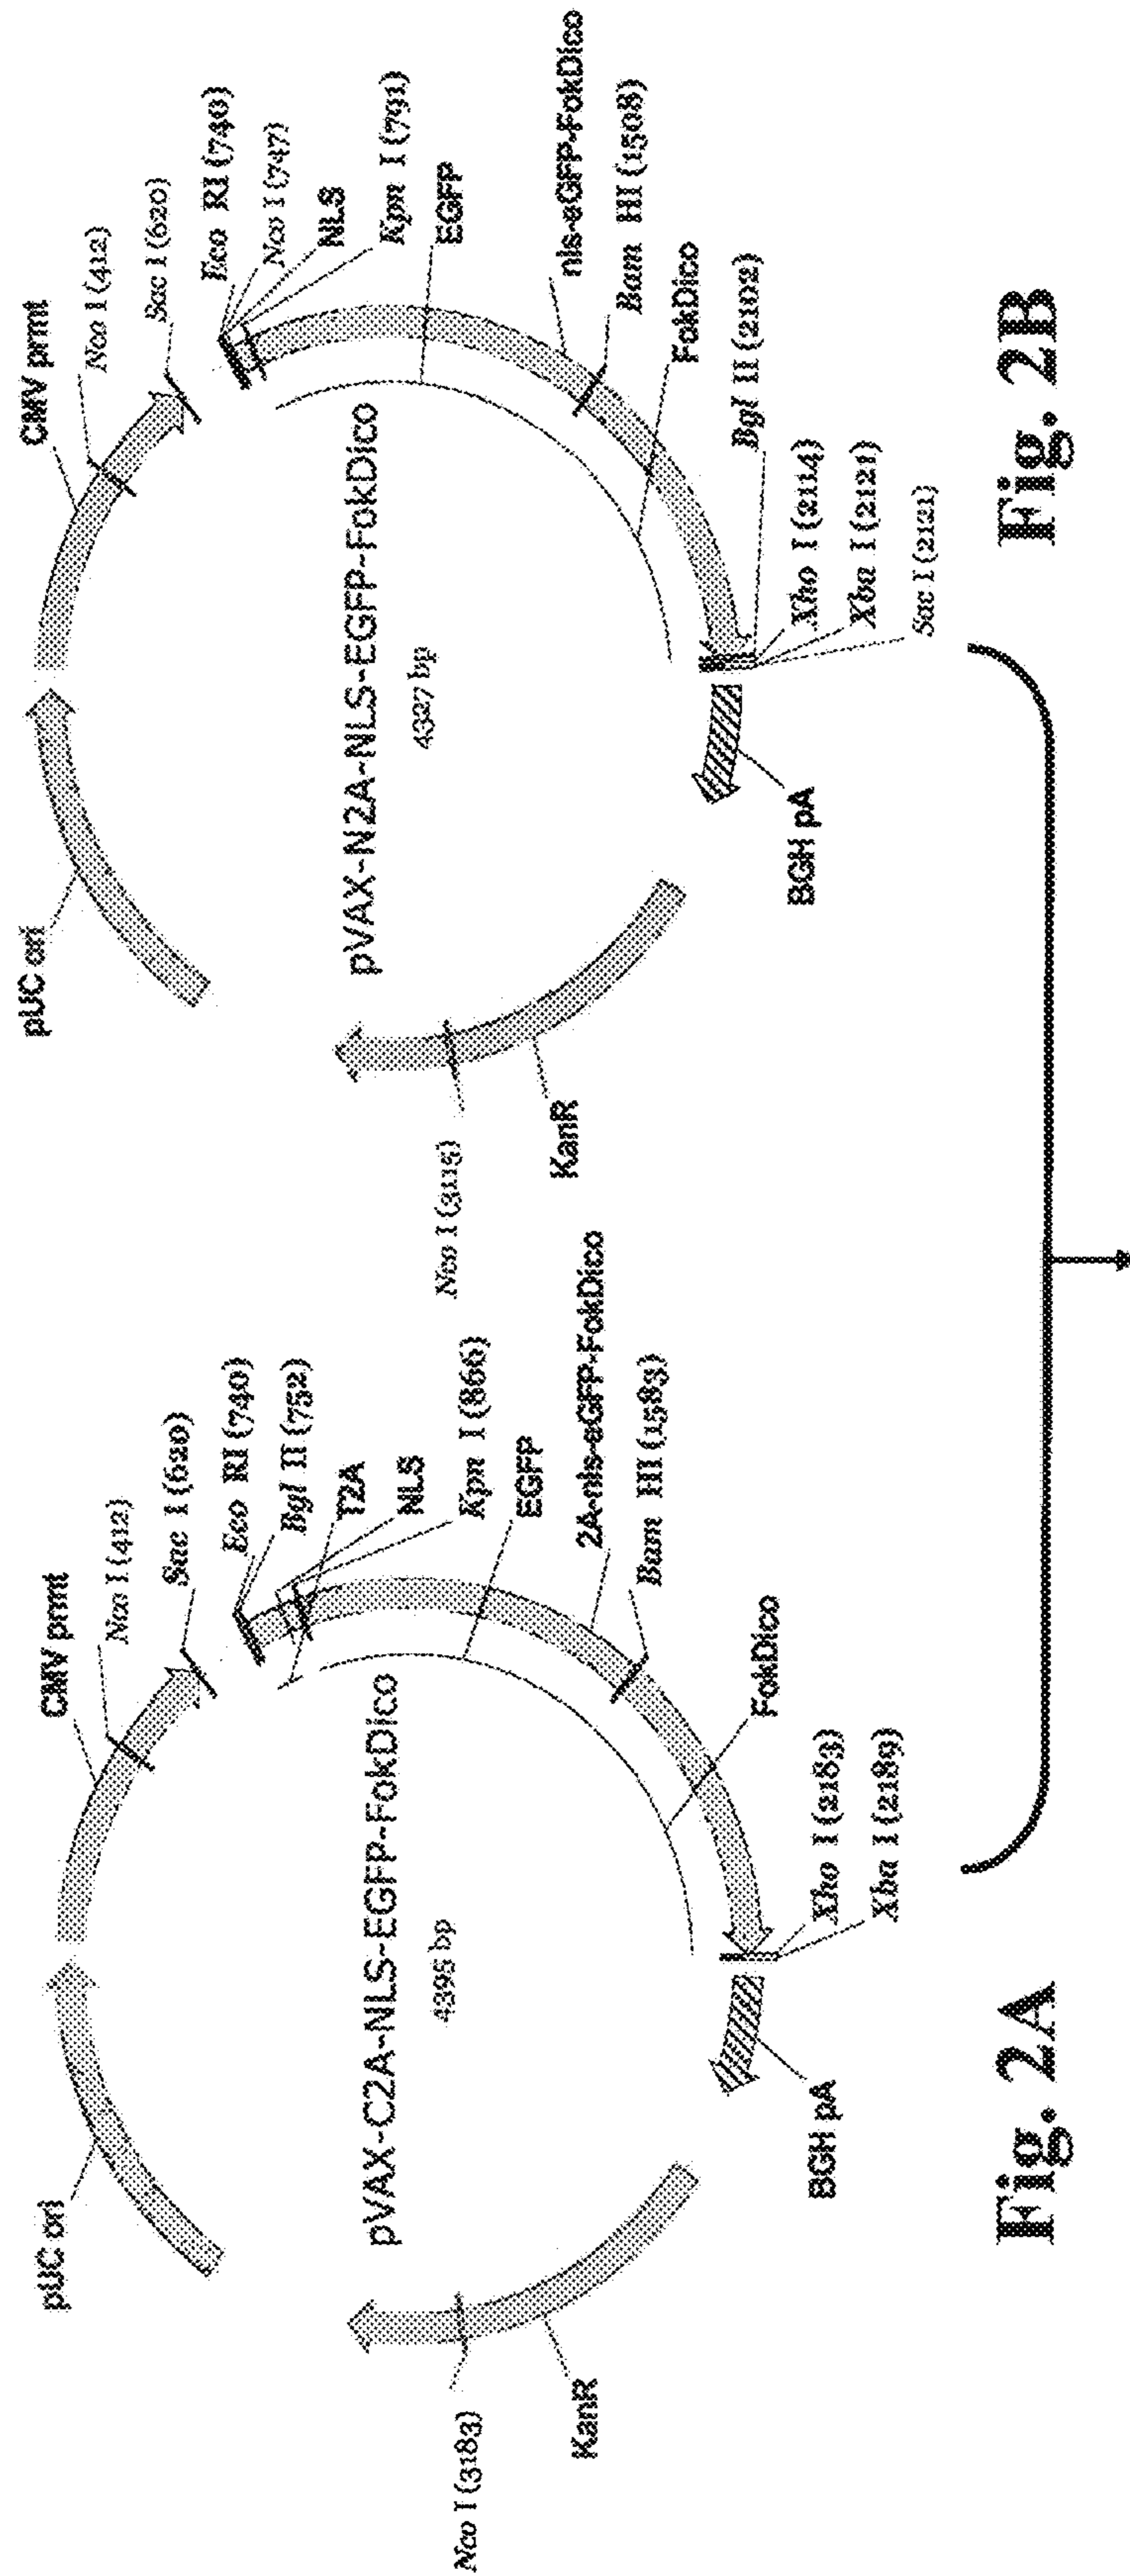 pUC ori
CMV prmt
Nco I (412)
Sac I (620)
Eco RI (740)
Bgl II (752)
T2A
NLS
Kpn I (866)
EGFP
2A-nls-eGFP-FokDico
Bam HI (1583)
FokDico
Xho I (2183)
Xba I (2189)
BGH pA
KanR
Nco I (3183)
pVAX-C2A-NLS-EGFP-FokDico
4395 bp
Fig. 2A
pUC ori
CMV prmt
Nco I (412)
Sac I (620)
Eco RI (740)
Nco I (747)
NLS
Kpn I (791)
EGFP
nls-eGFP-FokDico
Bam HI (1508)
FokDico
Bgl II (2102)
Xho I (2114)
Xba I (2121)
Sac I (2121)
BGH pA
KanR
Nco I (3115)
pVAX-N2A-NLS-EGFP-FokDico
4327 bp
Fig. 2B